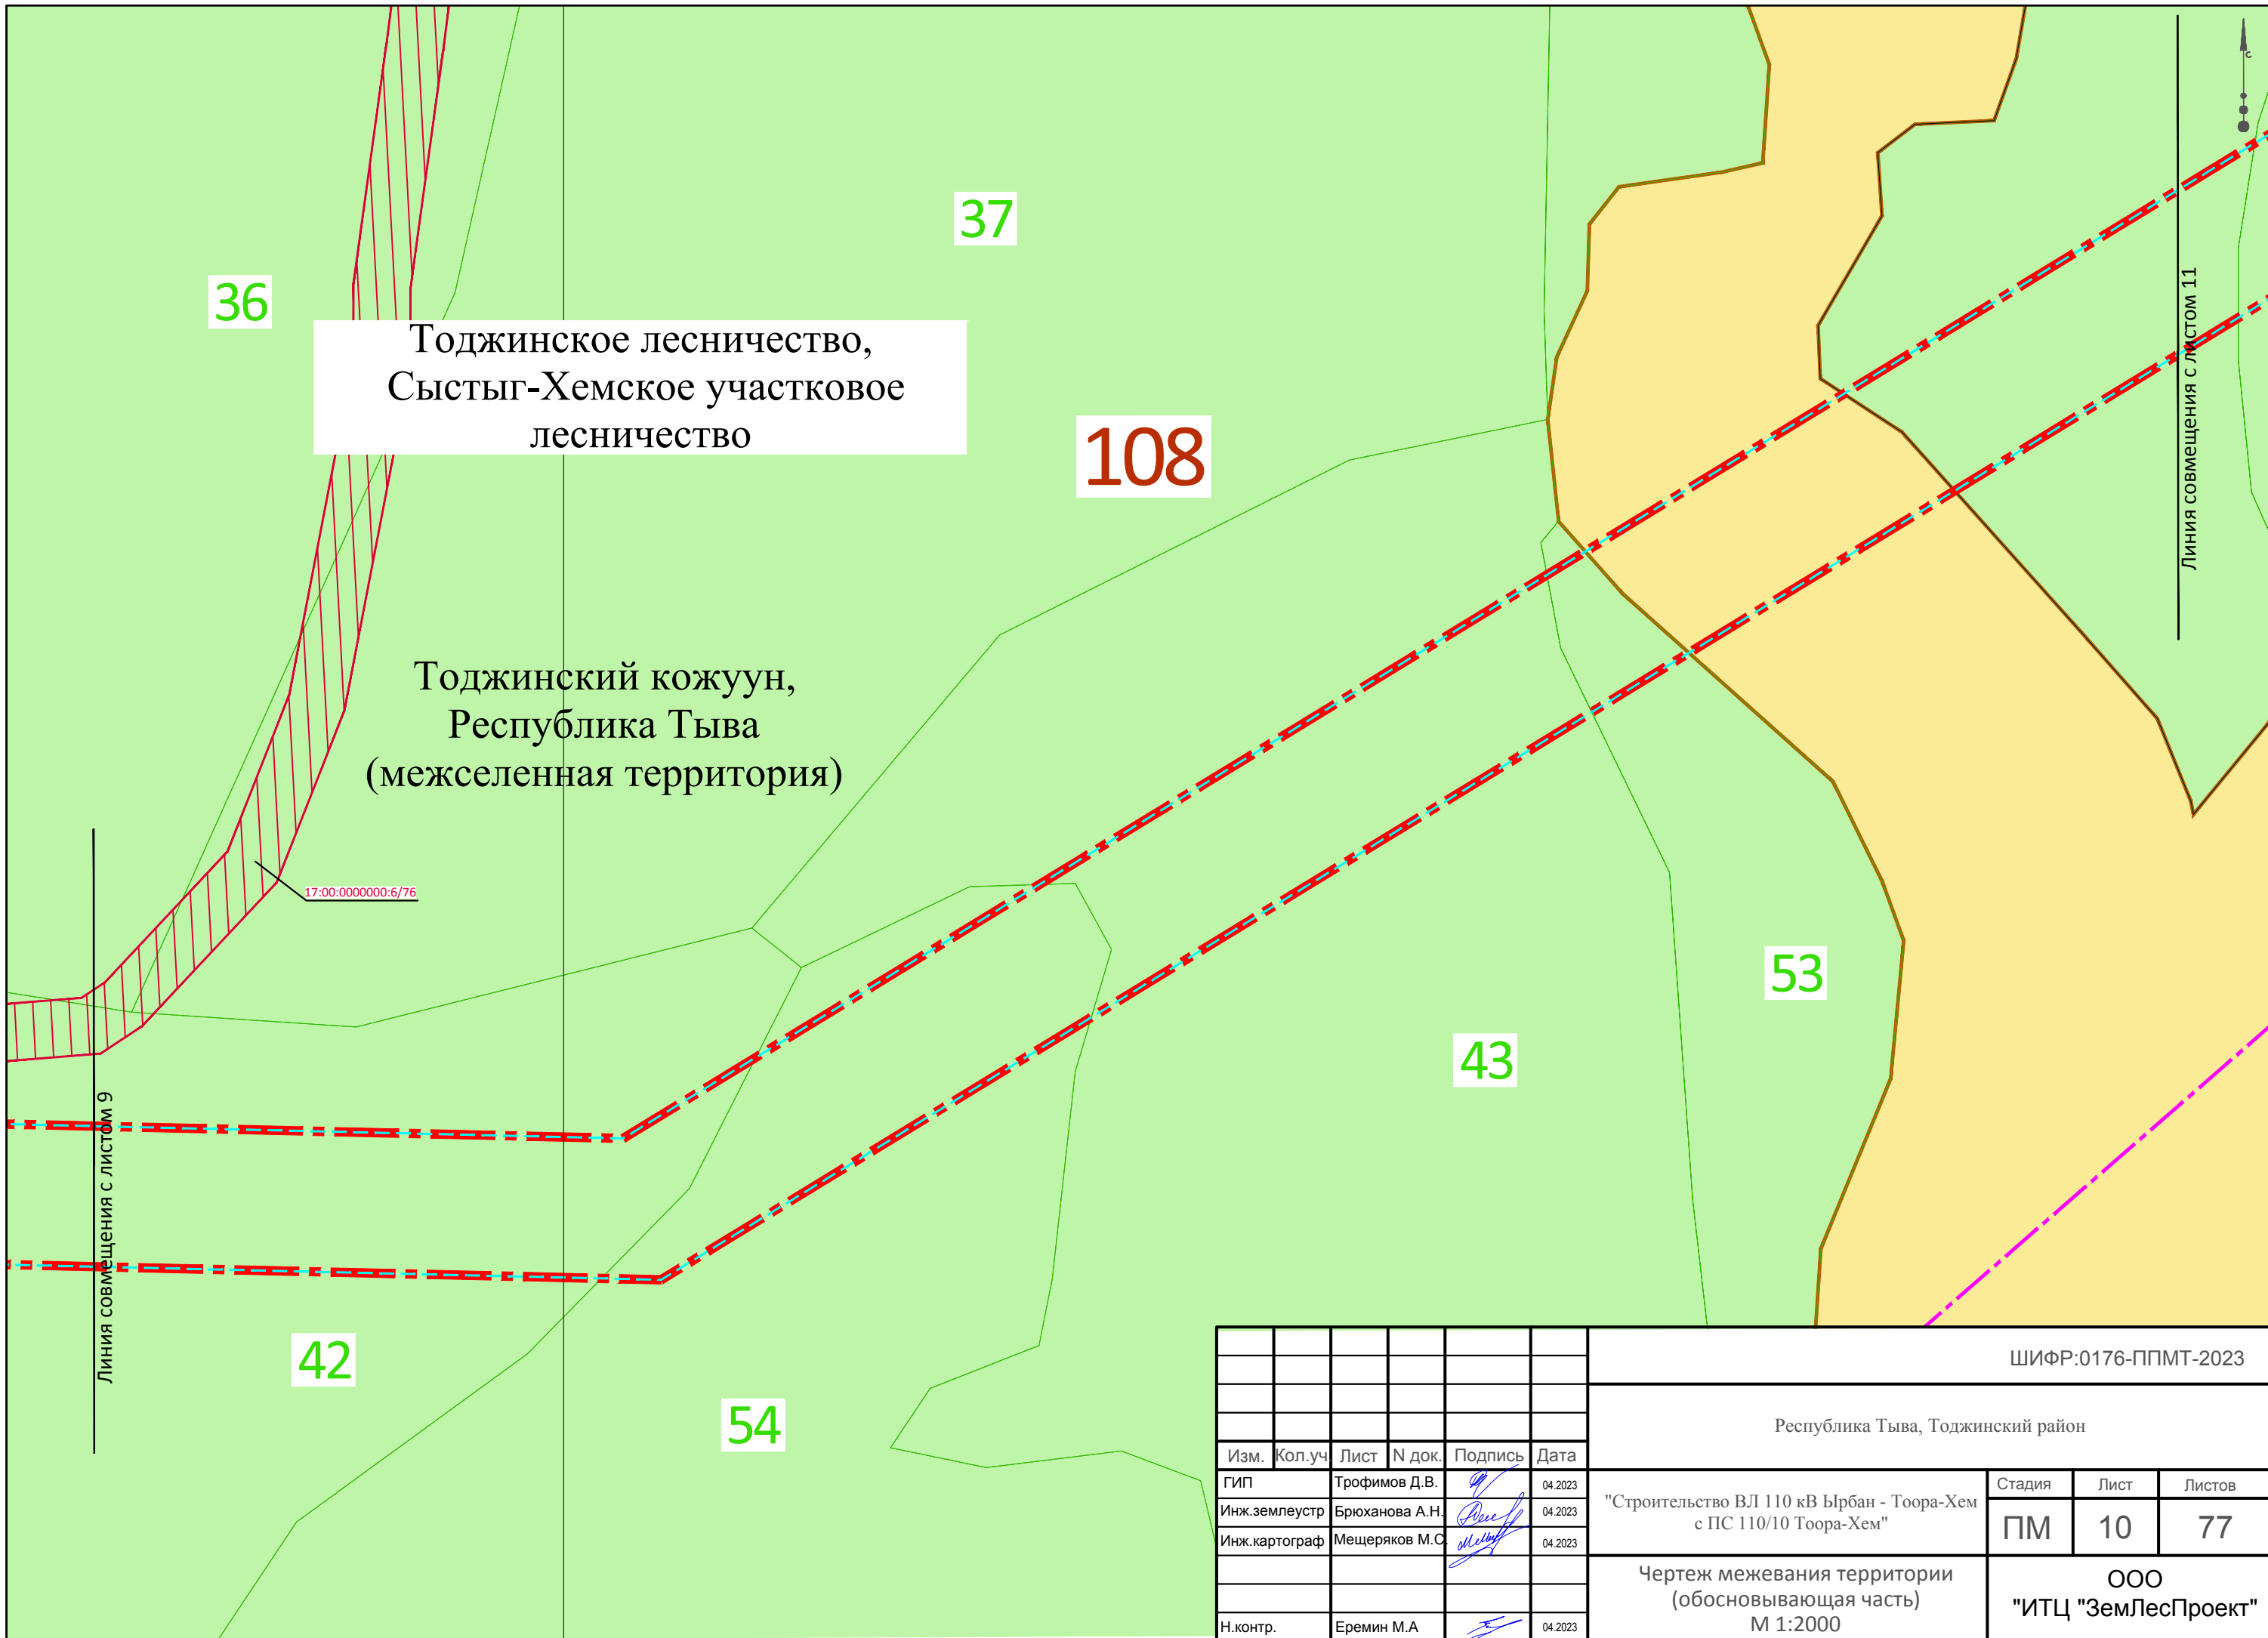 с
37
36
Тоджинское лесничество,
Сыстыг-Хемское участковое
лесничество
108
Линия совмещения с листом 11
Тоджинский кожуун,
Республика Тыва
(межселенная территория)
17:00:0000000:6/76
53
43
Линия совмещения с листом 9
42
54
ШИФР:0176-ППМТ-2023
Республика Тыва, Тоджинский район
Изм. Кол.уч Лист N док. Подпись Дата
ГИП Трофимов Д.В. 04.2023
Инж.землеустр Брюханова А.Н. 04.2023
Инж.картограф Мещеряков М.С. 04.2023
Н.контр. Еремин М.А 04.2023
"Строительство ВЛ 110 кВ Ырбан - Тоора-Хем
с ПС 110/10 Тоора-Хем"
Стадия Лист Листов
ПМ 10 77
Чертеж межевания территории
(обосновывающая часть)
М 1:2000
ООО
"ИТЦ "ЗемЛесПроект"